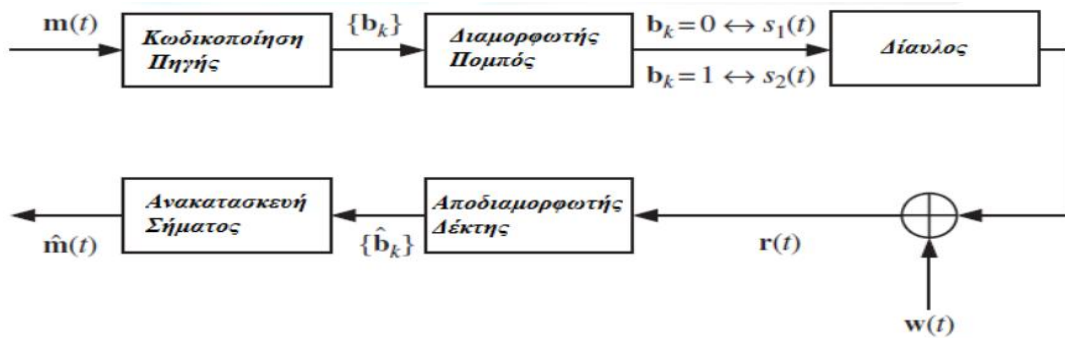 m(t)
Κωδικοποίηση
Πηγής
{b_k}
Διαμορφωτής
Πομπός
b_k = 0 ↔ s_1(t)
b_k = 1 ↔ s_2(t)
Δίαυλος
Ανακατασκευή
Σήματος
m̂(t)
{b̂_k}
Αποδιαμορφωτής
Δέκτης
r(t)
w(t)